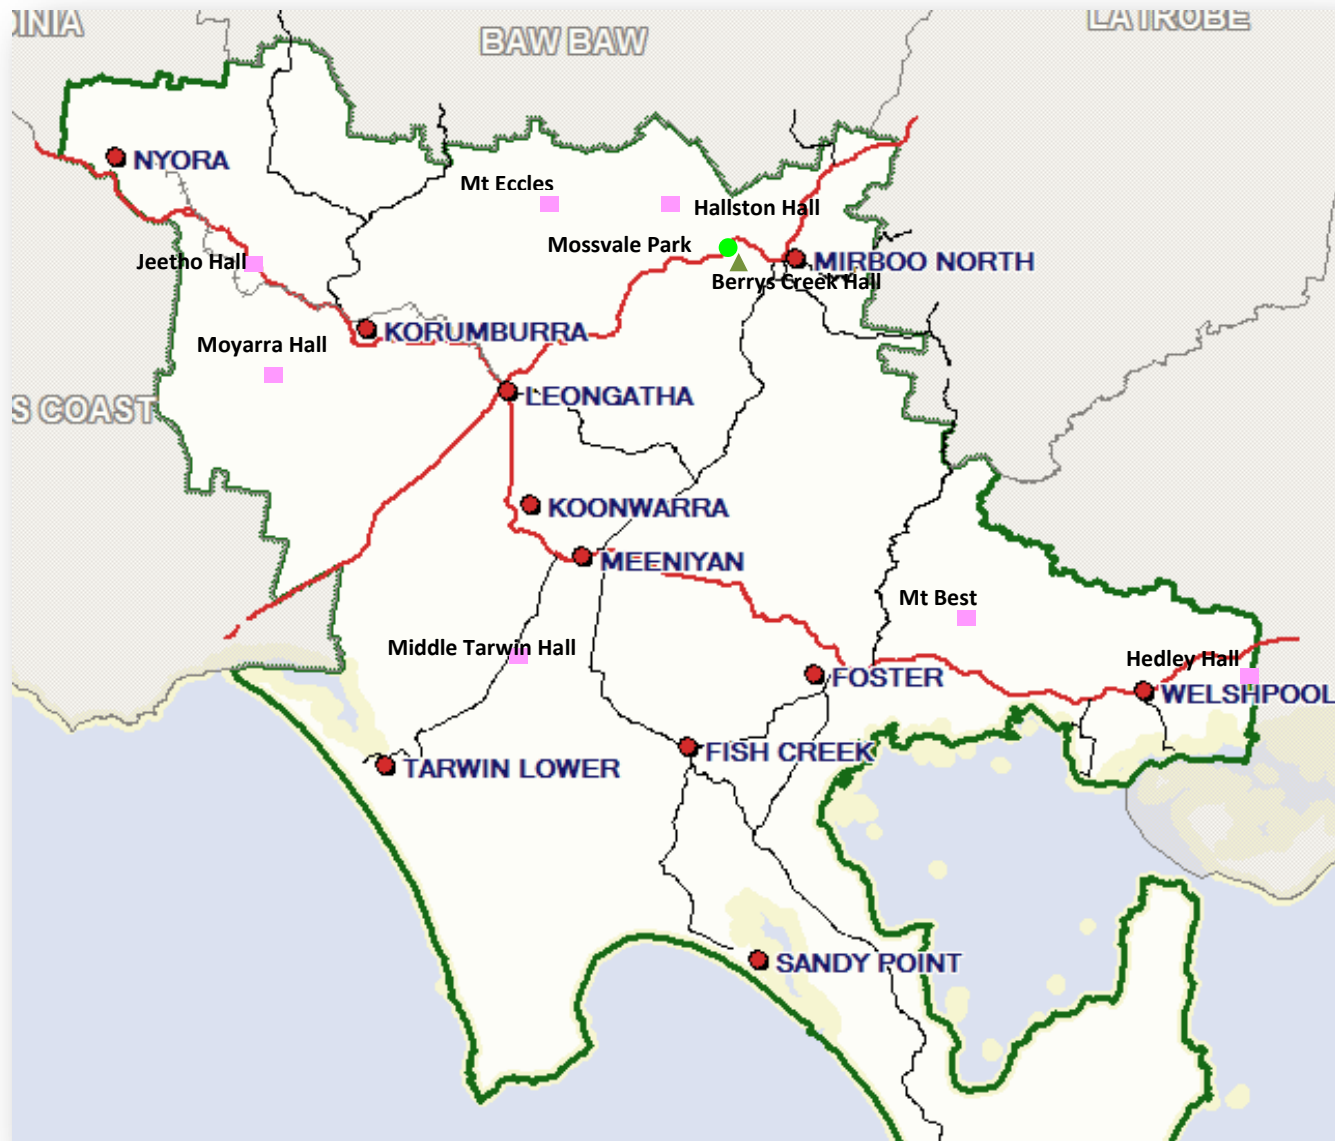 DINIA
BAW BAW
LATROBE
NYORA
Mt Eccles
Hallston Hall
Mossvale Park
Jeetho Hall
MIRBOO NORTH
Berrys Creek Hall
KORUMBURRA
Moyarra Hall
LEONGATHA
S COAST
KOONWARRA
MEENIYAN
Mt Best
Middle Tarwin Hall
Hedley Hall
FOSTER
WELSHPOOL
FISH CREEK
TARWIN LOWER
SANDY POINT